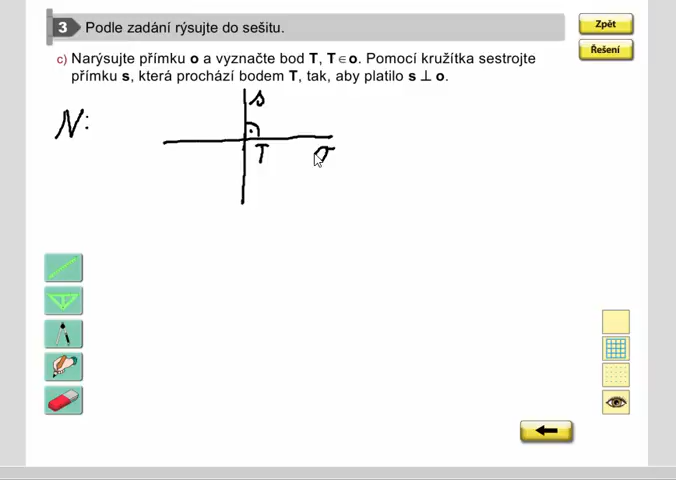 3 Podle zadání rýsujte do sešitu.
Zpět
Řešení
c) Narýsujte přímku o a vyznačte bod T, T ∈ o. Pomocí kružítka sestrojte
přímku s, která prochází bodem T, tak, aby platilo s ⊥ o.
N:
s
T
o